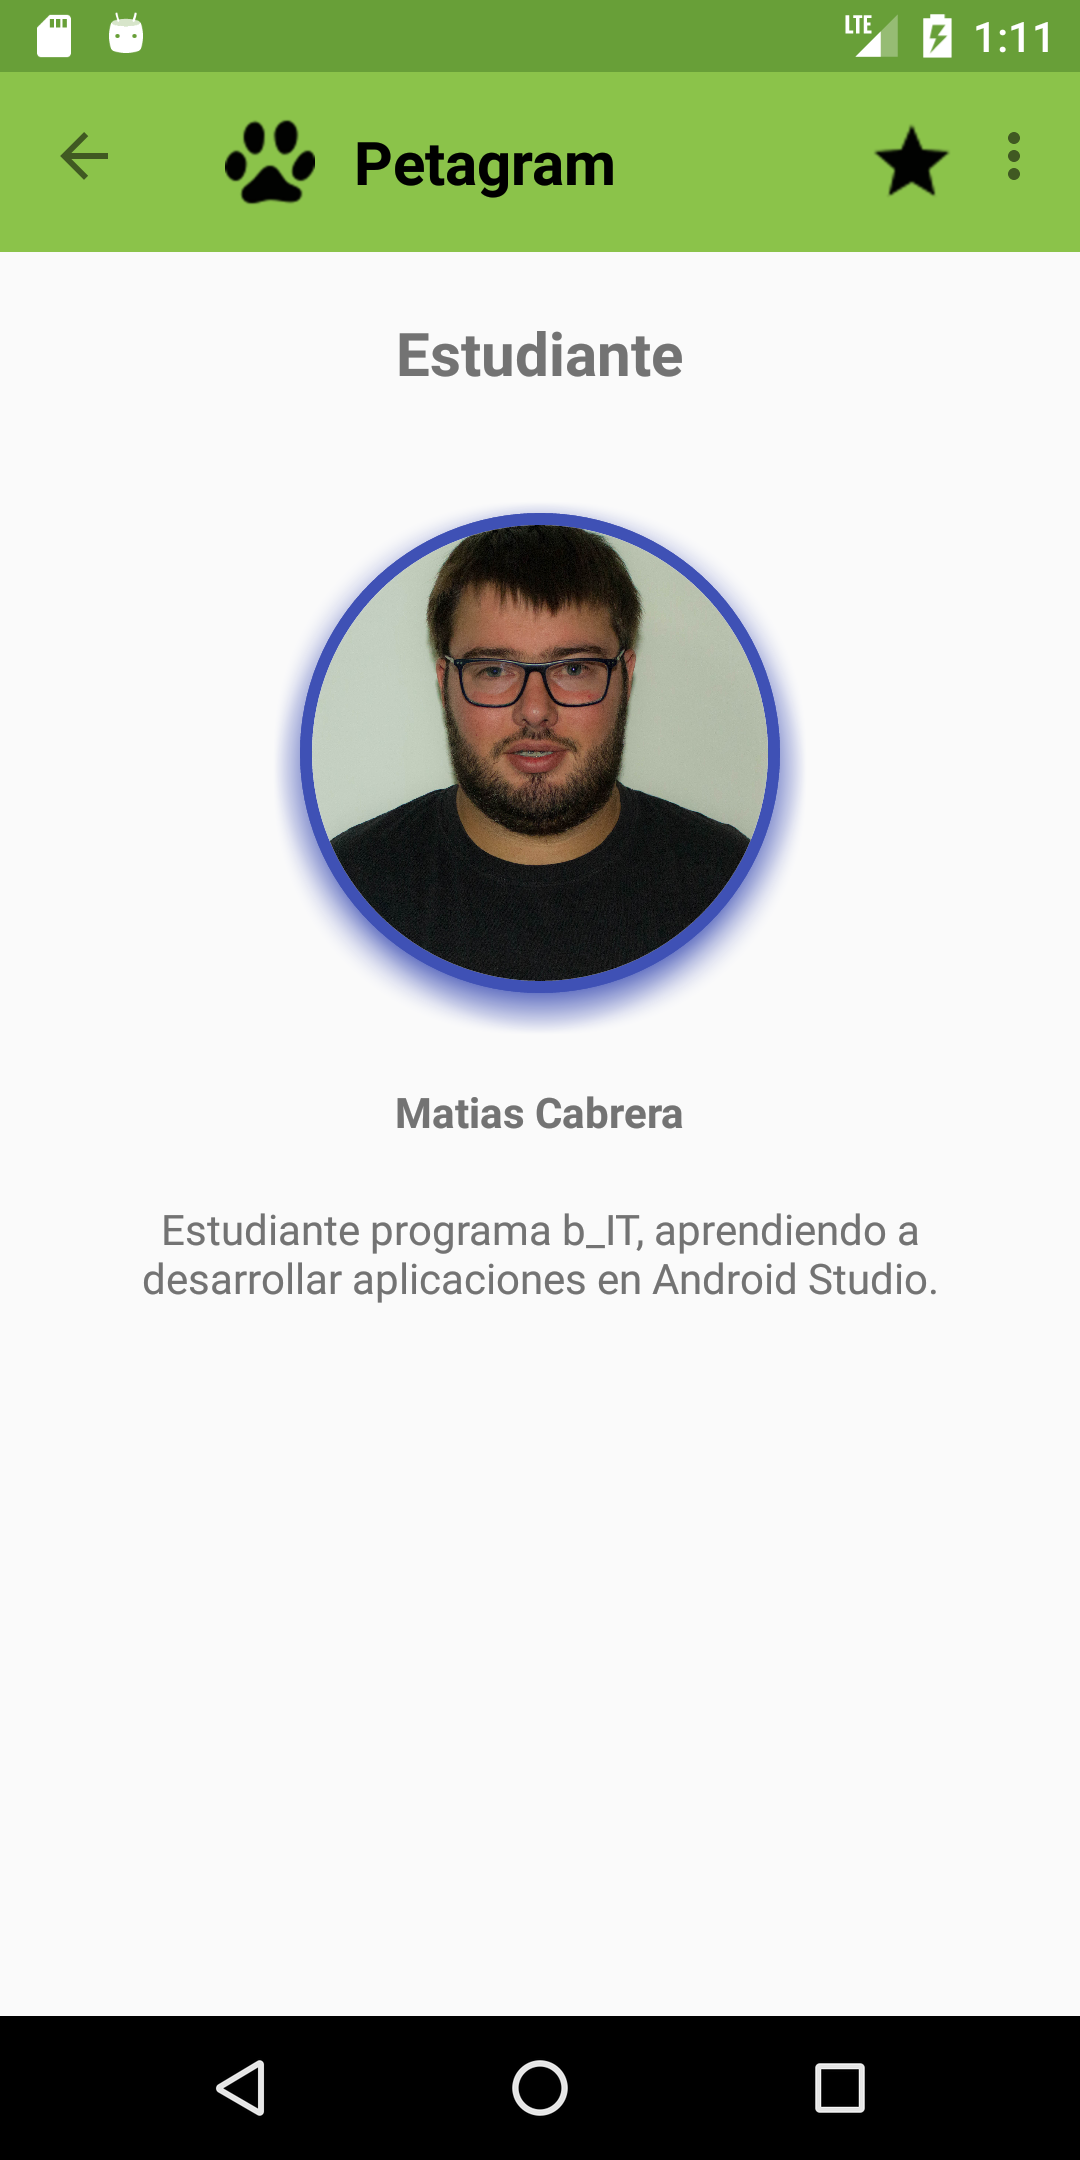 LTE 1:11
Petagram
Estudiante
Matias Cabrera
Estudiante programa b_IT, aprendiendo a
desarrollar aplicaciones en Android Studio.